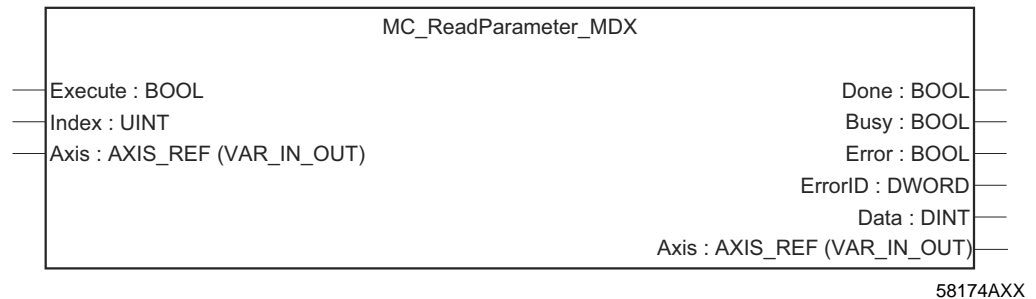 MC_ReadParameter_MDX
Execute : BOOL
Done : BOOL
Index : UINT
Busy : BOOL
Axis : AXIS_REF (VAR_IN_OUT)
Error : BOOL
ErrorID : DWORD
Data : DINT
Axis : AXIS_REF (VAR_IN_OUT)
58174AXX